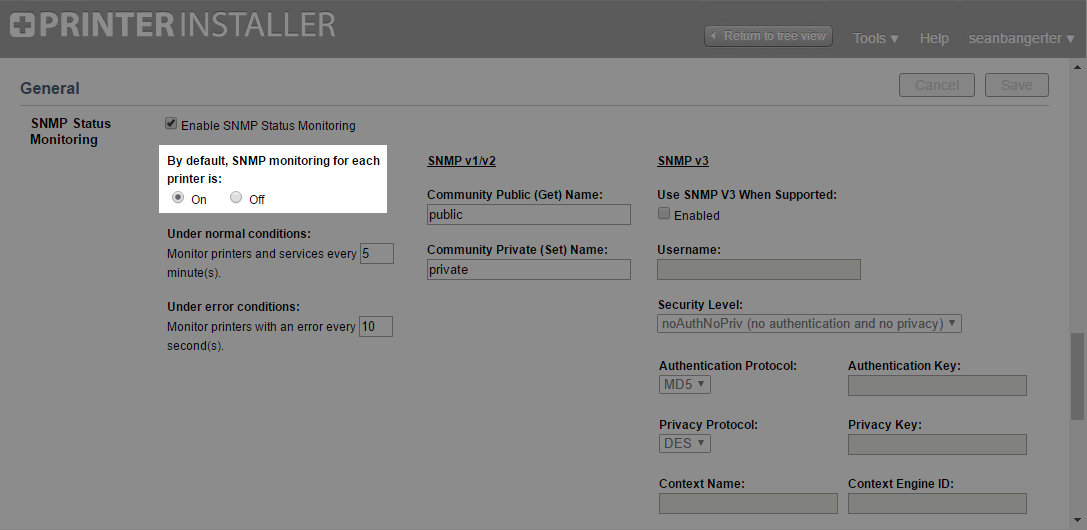 PRINTER INSTALLER
Return to tree view
Tools ▾
Help
seanbangerter ▾
General
Cancel
Save
SNMP Status
Monitoring
Enable SNMP Status Monitoring
By default, SNMP monitoring for each
printer is:
On
Off
Under normal conditions:
Monitor printers and services every 5
minute(s).
Under error conditions:
Monitor printers with an error every 10
second(s).
SNMP v1/v2
Community Public (Get) Name:
public
Community Private (Set) Name:
private
SNMP v3
Use SNMP V3 When Supported:
Enabled
Username:
Security Level:
noAuthNoPriv (no authentication and no privacy) ▾
Authentication Protocol:
MD5 ▾
Authentication Key:
Privacy Protocol:
DES ▾
Privacy Key:
Context Name:
Context Engine ID: